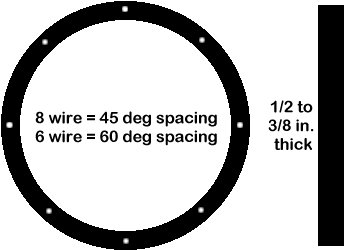 8 wire = 45 deg spacing
6 wire = 60 deg spacing
1/2 to
3/8 in.
thick